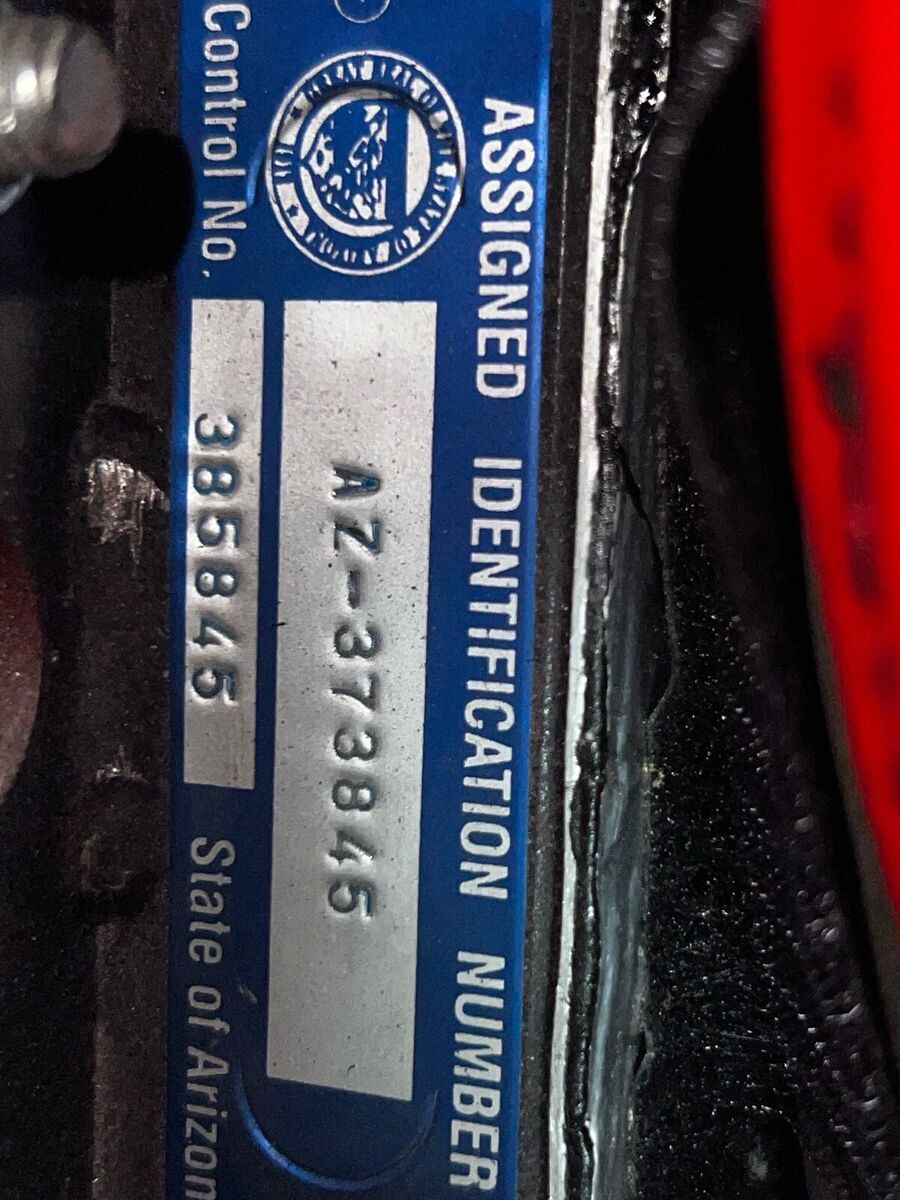 ASSIGNED IDENTIFICATION NUMBER
AZ-373845
Control No. 385845 State of Arizon